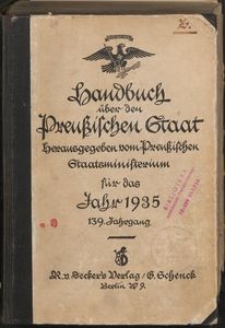 Handbuch
über den
Preußischen Staat
Herausgegeben vom Preußischen
Staatsministerium
für das
Jahr 1935
139. Jahrgang
R. v. Decker's Verlag / G. Schenck
Berlin W 9.